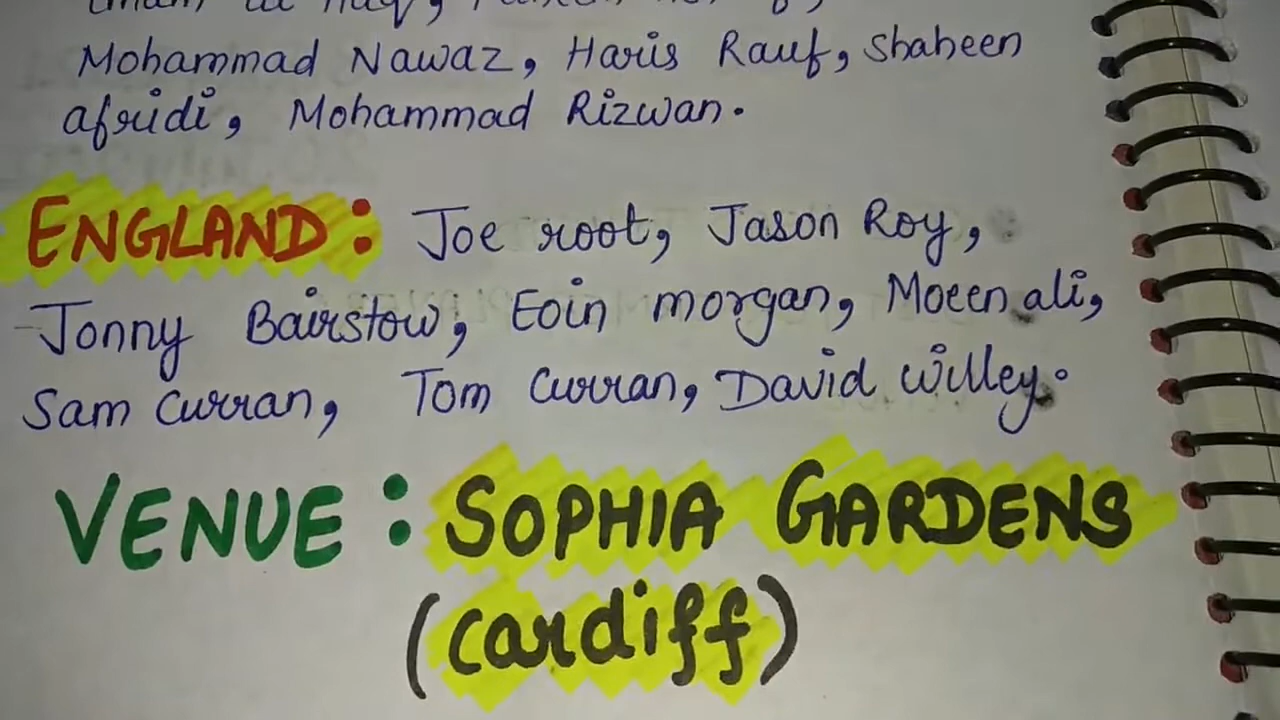 Mohammad Nawaz, Haris Rauf, Shaheen
afridi, Mohammad Rizwan.
ENGLAND: Joe root, Jason Roy,
Jonny Bairstow, Eoin morgan, Moeen ali,
Sam Curran, Tom Curran, David Willey.
VENUE: SOPHIA GARDENS
(Cardiff)